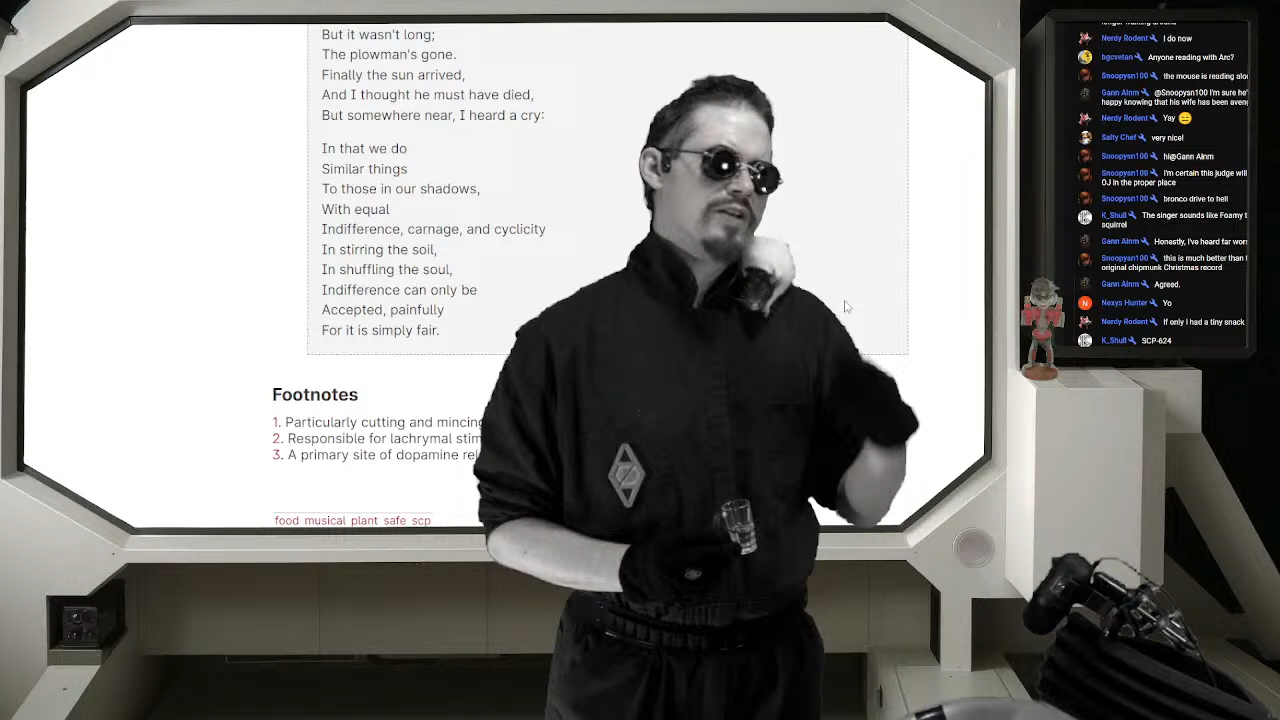 But it wasn't long;
The plowman's gone.
Finally the sun arrived,
And I thought he must have died,
But somewhere near, I heard a cry:
In that we do
Similar things
To those in our shadows,
With equal
Indifference, carnage, and cyclicity
In stirring the soil,
In shuffling the soul,
Indifference can only be
Accepted, painfully
For it is simply fair.
Footnotes
1. Particularly cutting and mincing
2. Responsible for lachrymal
3. A primary site of dopamine
food musical plant safe scp
Nerdy Rodent I do now
bgcvetan Anyone reading with Arc?
Snoopysn100 the mouse is reading
Gann Alnm @Snoopysn100 I'm sure he'
happy knowing that his wife has been
Nerdy Rodent Yay 😑
Salty Chef very nice!
Snoopysn100 hi@Gann Alnm
Snoopysn100 I'm certain this judge will
OJ in the proper place
Snoopysn100 bronco drive to hell
K_Shull The singer sounds like Foamy
squirrel
Gann Alnm Honestly, I've heard far
Snoopysn100 this is much better than
original chipmunk Christmas record
Gann Alnm Agreed.
N Nexys Hunter Yo
Nerdy Rodent If only I had a tiny snack
K_Shull SCP-624